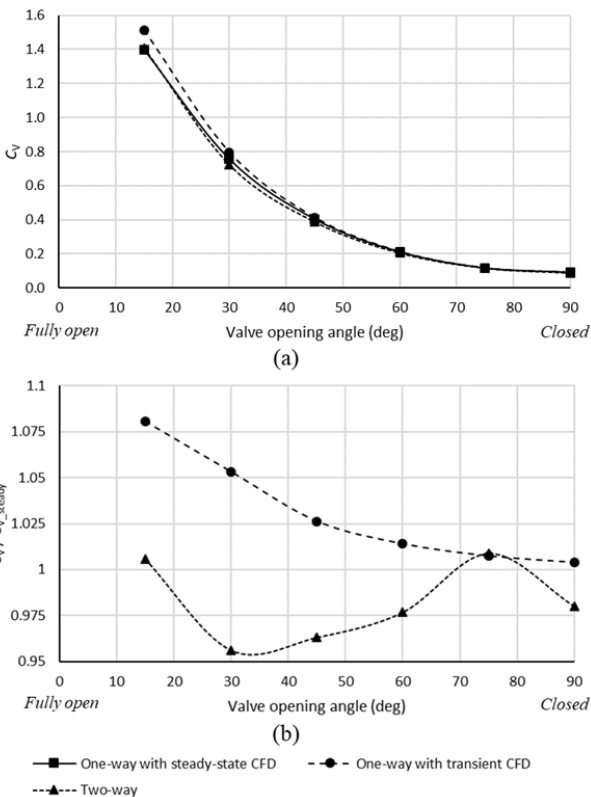 1.6
1.4
1.2
1.0
0.8
0.6
0.4
0.2
0.0
Cv
0 10 20 30 40 50 60 70 80 90
Fully open Valve opening angle (deg) Closed
(a)
1.1
1.075
1.05
1.025
1
0.975
0.95
0 10 20 30 40 50 60 70 80 90
Fully open Valve opening angle (deg) Closed
(b)
One-way with steady-state CFD One-way with transient CFD
Two-way